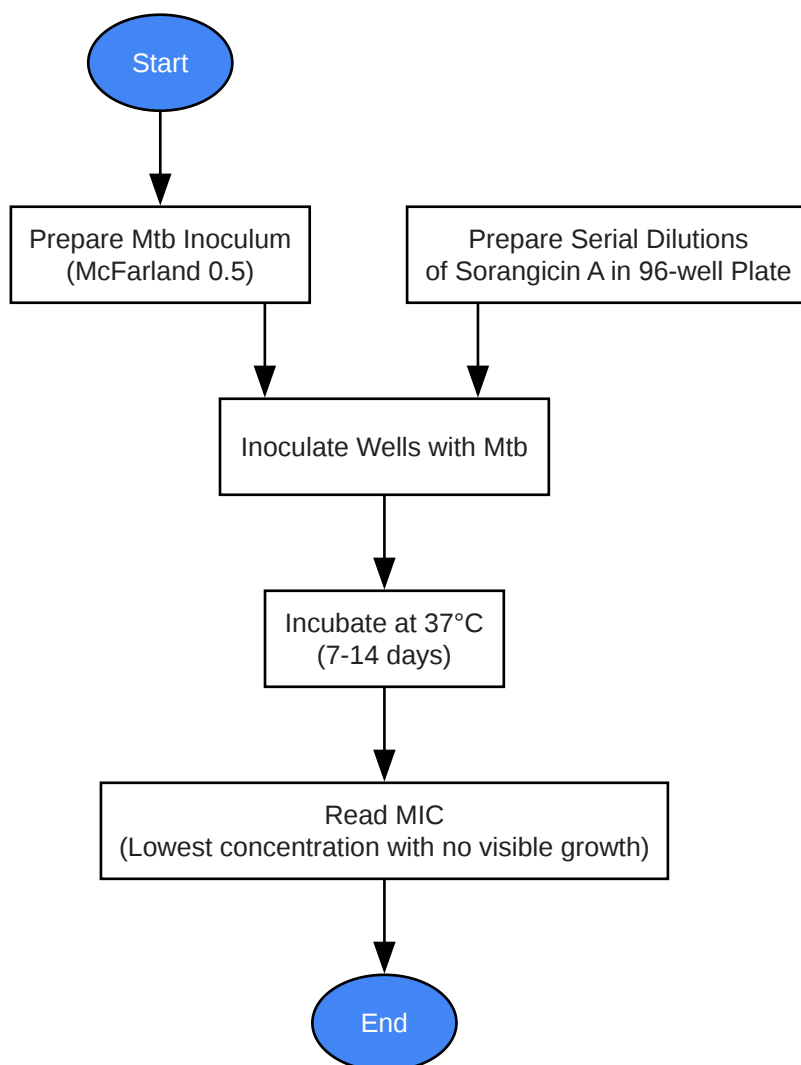 Start
Prepare Mtb Inoculum
(McFarland 0.5)
Prepare Serial Dilutions
of Sorangicin A in 96-well Plate
Inoculate Wells with Mtb
Incubate at 37°C
(7-14 days)
Read MIC
(Lowest concentration with no visible growth)
End